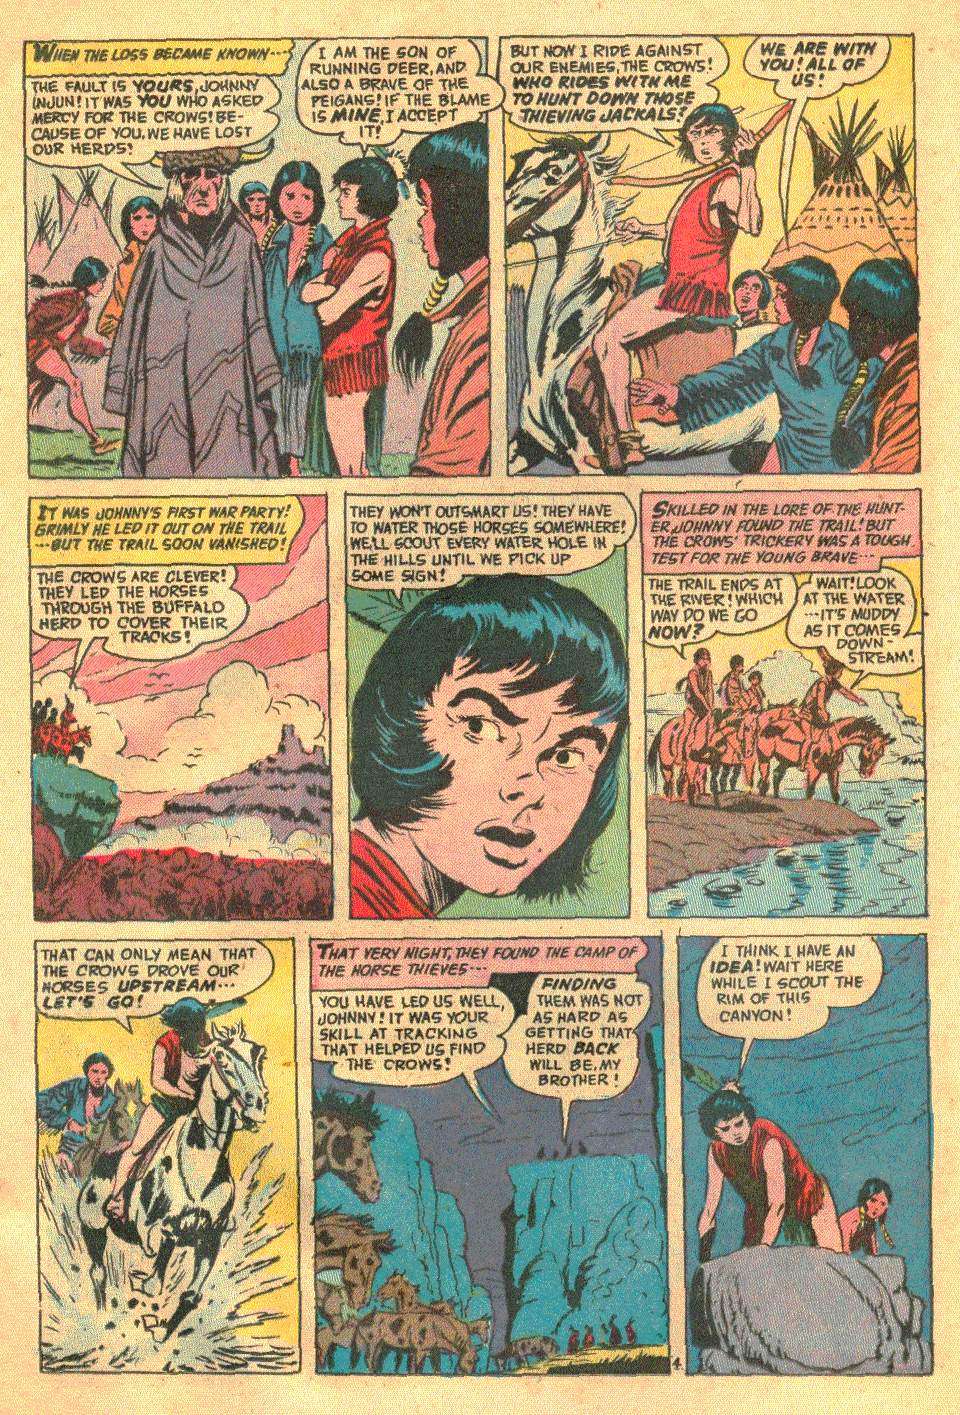 WHEN THE LOSS BECAME KNOWN---
THE FAULT IS YOURS, JOHNNY
INJUN! IT WAS YOU WHO ASKED
MERCY FOR THE CROWS! BE-
CAUSE OF YOU, WE HAVE LOST
OUR HERDS!
I AM THE SON OF
RUNNING DEER, AND
ALSO A BRAVE OF THE
PEIGANS! IF THE BLAME
IS MINE, I ACCEPT
IT!
BUT NOW I RIDE AGAINST
OUR ENEMIES, THE CROWS!
WHO RIDES WITH ME
TO HUNT DOWN THOSE
THIEVING JACKALS?
WE ARE WITH
YOU! ALL OF
US!
IT WAS JOHNNY'S FIRST WAR PARTY!
GRIMLY HE LED IT OUT ON THE TRAIL
---BUT THE TRAIL SOON VANISHED!
THE CROWS ARE CLEVER!
THEY LED THE HORSES
THROUGH THE BUFFALO
HERD TO COVER THEIR
TRACKS!
THEY WON'T OUTSMART US! THEY HAVE
TO WATER THOSE HORSES SOMEWHERE!
WE'LL SCOUT EVERY WATER HOLE IN
THE HILLS UNTIL WE PICK UP
SOME SIGN!
SKILLED IN THE LORE OF THE HUNT-
ER, JOHNNY FOUND THE TRAIL! BUT
THE CROWS' TRICKERY WAS A TOUGH
TEST FOR THE YOUNG BRAVE---
THE TRAIL ENDS AT
THE RIVER! WHICH
WAY DO WE GO
NOW?
WAIT! LOOK
AT THE WATER
---IT'S MUDDY
AS IT COMES
DOWN-
STREAM!
THAT CAN ONLY MEAN THAT
THE CROWS DROVE OUR
HORSES UPSTREAM---
LET'S GO!
THAT VERY NIGHT, THEY FOUND THE CAMP OF
THE HORSE THIEVES---
YOU HAVE LED US WELL,
JOHNNY! IT WAS YOUR
SKILL AT TRACKING
THAT HELPED US FIND
THE CROWS!
FINDING
THEM WAS NOT
AS HARD AS
GETTING THAT
HERD BACK
WILL BE, MY
BROTHER!
4
I THINK I HAVE AN
IDEA! WAIT HERE
WHILE I SCOUT THE
RIM OF THIS
CANYON!